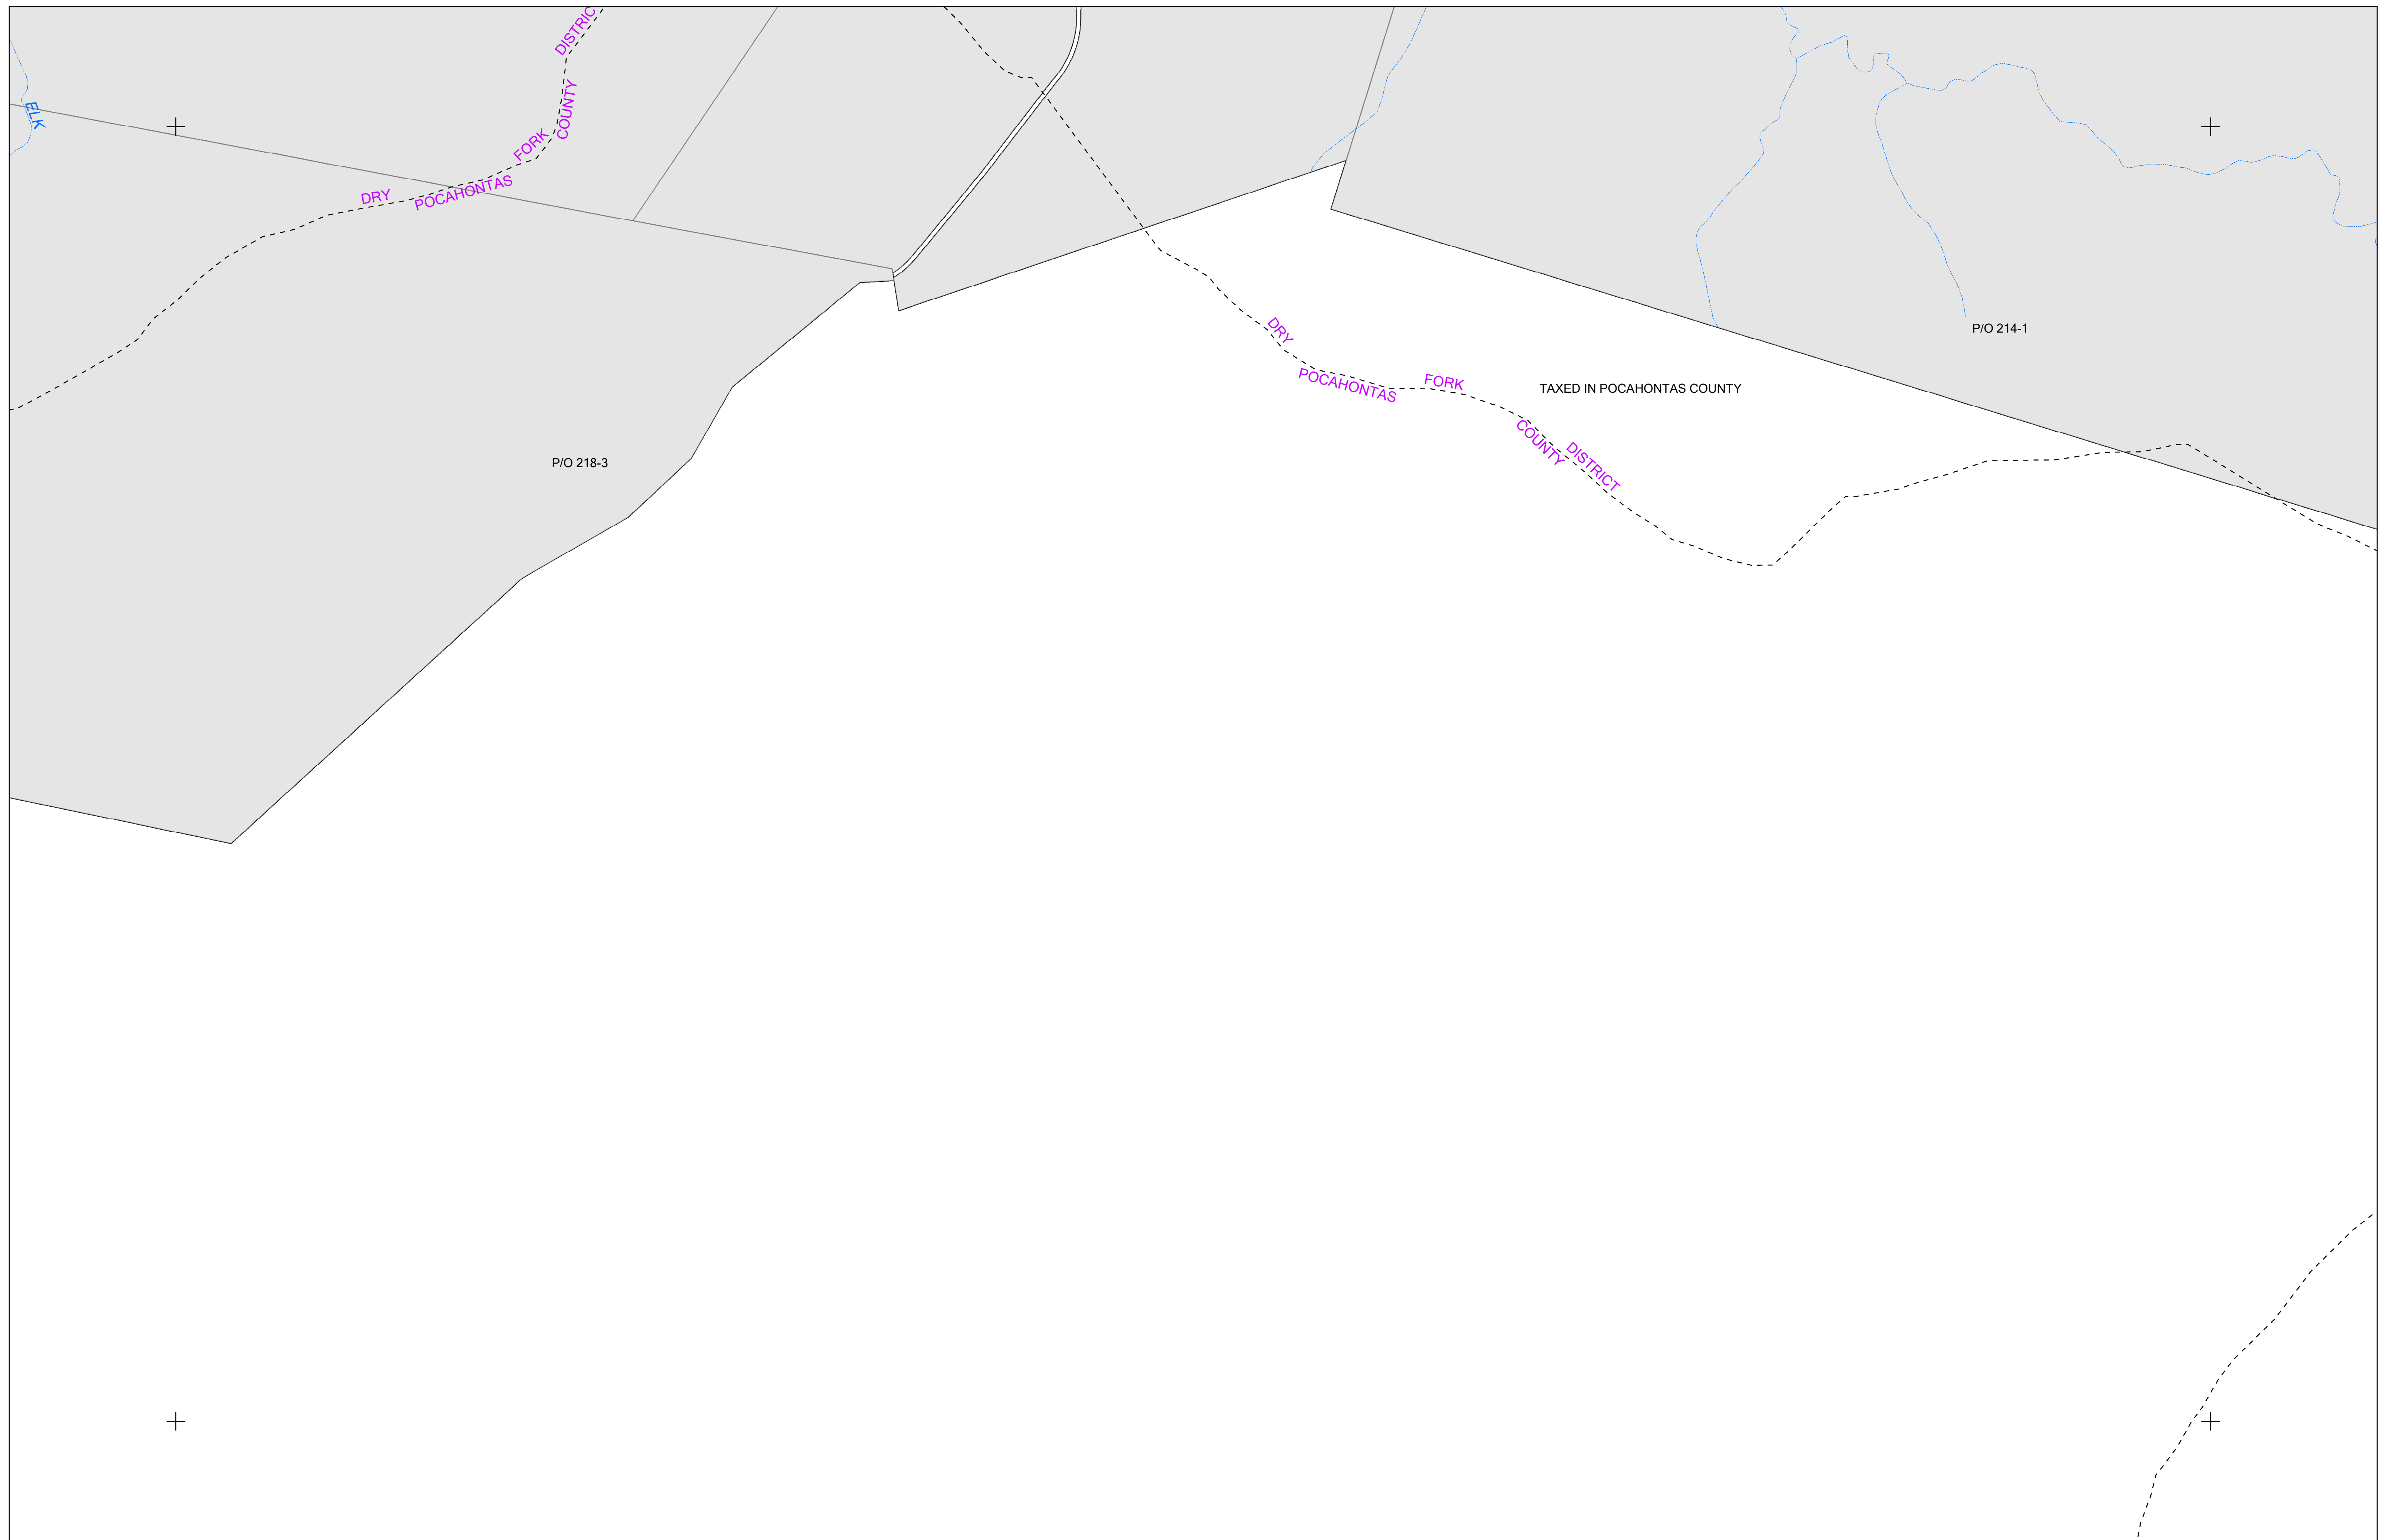 DISTRIC
COUNTY
ELK
FORK
DRY
POCAHONTAS
DRY
P/O 214-1
POCAHONTAS
FORK
TAXED IN POCAHONTAS COUNTY
COUNTY
DISTRICT
P/O 218-3